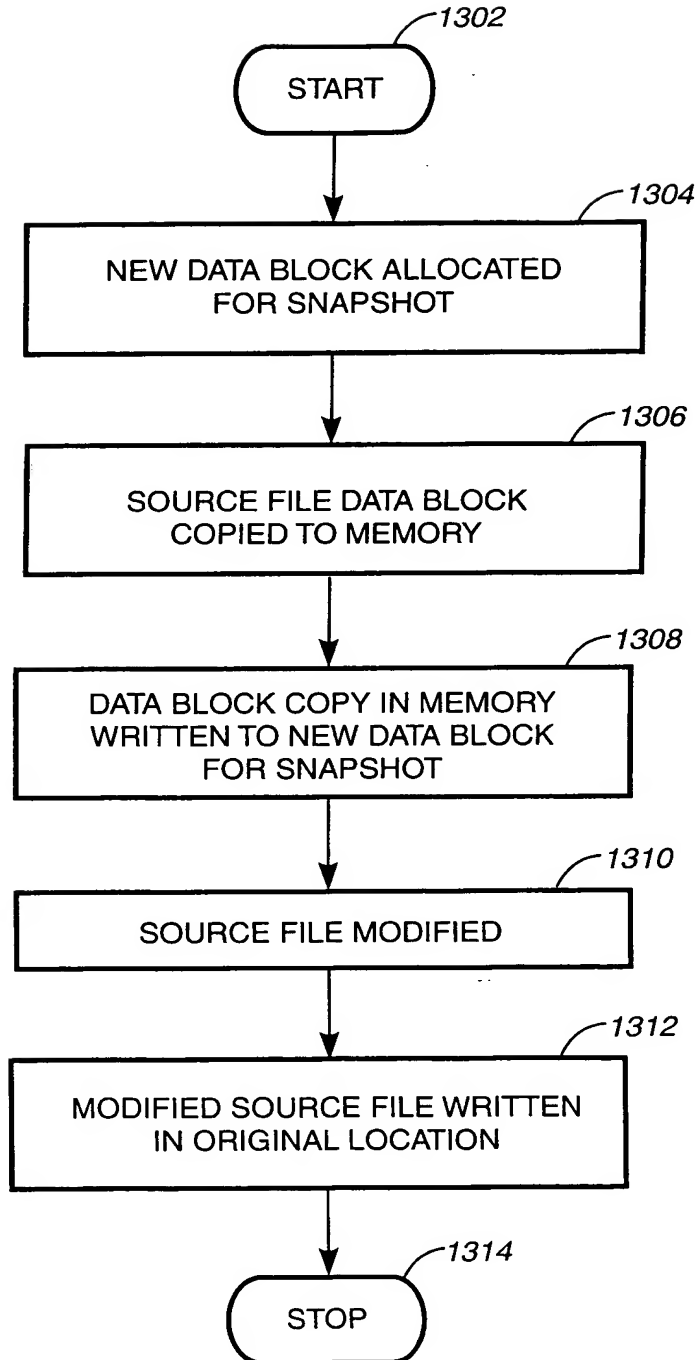 1302
START
1304
NEW DATA BLOCK ALLOCATED
FOR SNAPSHOT
1306
SOURCE FILE DATA BLOCK
COPIED TO MEMORY
1308
DATA BLOCK COPY IN MEMORY
WRITTEN TO NEW DATA BLOCK
FOR SNAPSHOT
1310
SOURCE FILE MODIFIED
1312
MODIFIED SOURCE FILE WRITTEN
IN ORIGINAL LOCATION
1314
STOP